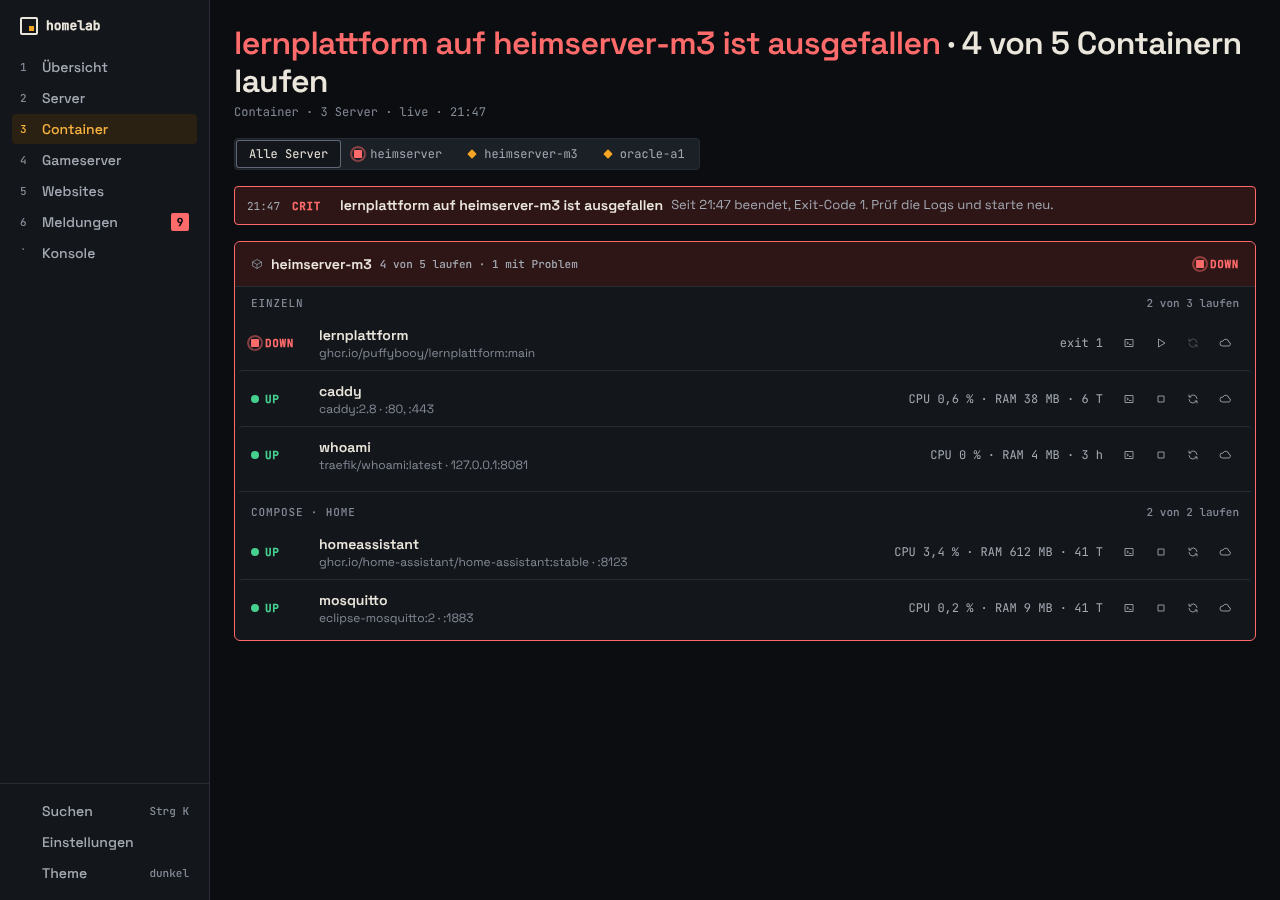 homelab
1 Übersicht
2 Server
3 Container
4 Gameserver
5 Websites
6 Meldungen 9
` Konsole
Suchen Strg K
Einstellungen
Theme dunkel
lernplattform auf heimserver-m3 ist ausgefallen · 4 von 5 Containern
laufen
Container · 3 Server · live · 21:47
Alle Server heimserver heimserver-m3 oracle-a1
21:47 CRIT lernplattform auf heimserver-m3 ist ausgefallen Seit 21:47 beendet, Exit-Code 1. Prüf die Logs und starte neu.
heimserver-m3 4 von 5 laufen · 1 mit Problem DOWN
EINZELN 2 von 3 laufen
DOWN lernplattform exit 1
ghcr.io/puffybooy/lernplattform:main
UP caddy CPU 0,6 % · RAM 38 MB · 6 T
caddy:2.8 · :80, :443
UP whoami CPU 0 % · RAM 4 MB · 3 h
traefik/whoami:latest · 127.0.0.1:8081
COMPOSE · HOME 2 von 2 laufen
UP homeassistant CPU 3,4 % · RAM 612 MB · 41 T
ghcr.io/home-assistant/home-assistant:stable · :8123
UP mosquitto CPU 0,2 % · RAM 9 MB · 41 T
eclipse-mosquitto:2 · :1883